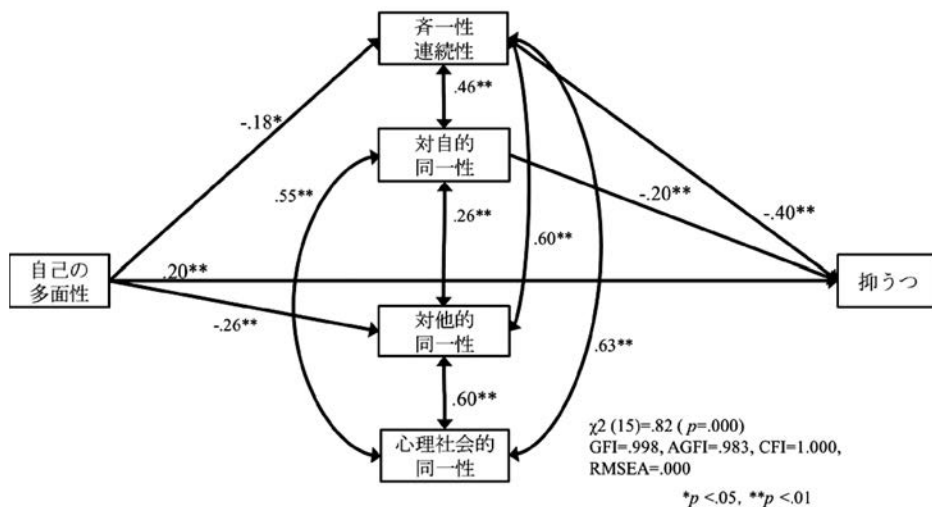 斉一性
連続性
.46**
-.18*
対自的
同一性
.55**
-.20**
.26**
-.40**
.60**
自己の
多面性
.20**
抑うつ
-.26**
対他的
同一性
.63**
.60**
心理社会的
同一性
χ2 (15)=.82 ( p=.000)
GFI=.998, AGFI=.983, CFI=1.000,
RMSEA=.000
*p <.05, **p <.01